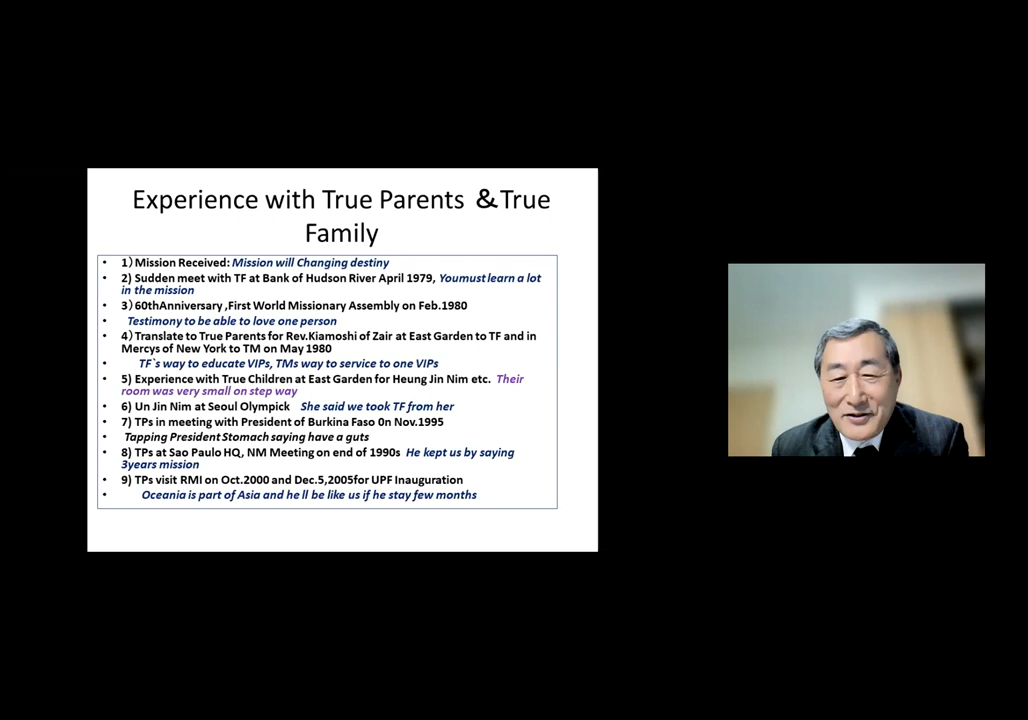 Experience with True Parents ＆True
Family
• 1）Mission Received: Mission will Changing destiny
• 2) Sudden meet with TF at Bank of Hudson River April 1979, Youmust learn a lot
in the mission
• 3）60thAnniversary ,First World Missionary Assembly on Feb.1980
• Testimony to be able to love one person
• 4）Translate to True Parents for Rev.Kiamoshi of Zair at East Garden to TF and in
Mercys of New York to TM on May 1980
• TF`s way to educate VIPs, TMs way to service to one VIPs
• 5) Experience with True Children at East Garden for Heung Jin Nim etc. Their
room was very small on step way
• 6) Un Jin Nim at Seoul Olympick She said we took TF from her
• 7) TPs in meeting with President of Burkina Faso 0n Nov.1995
• Tapping President Stomach saying have a guts
• 8) TPs at Sao Paulo HQ, NM Meeting on end of 1990s He kept us by saying
3years mission
• 9) TPs visit RMI on Oct.2000 and Dec.5,2005for UPF Inauguration
• Oceania is part of Asia and he ll be like us if he stay few months